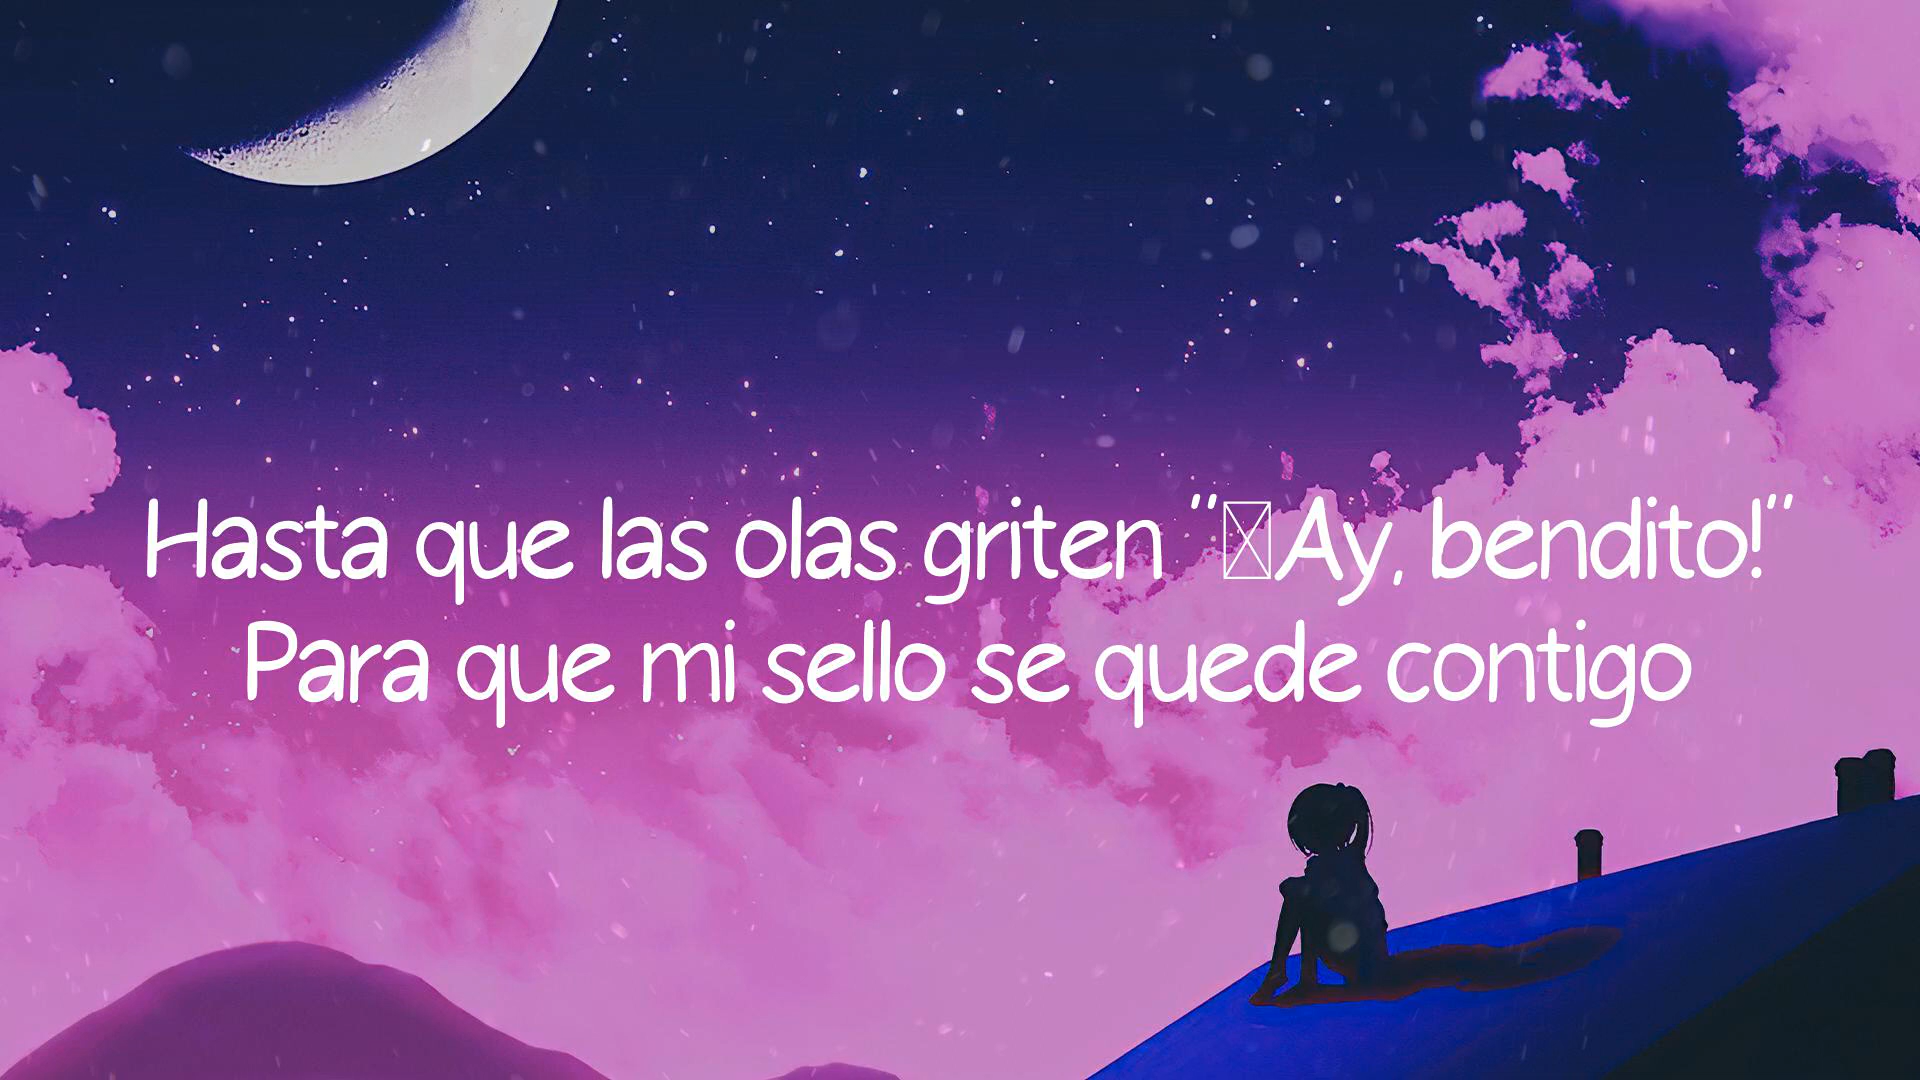 Hasta que las olas griten "Ay, bendito!"
Para que mi sello se quede contigo